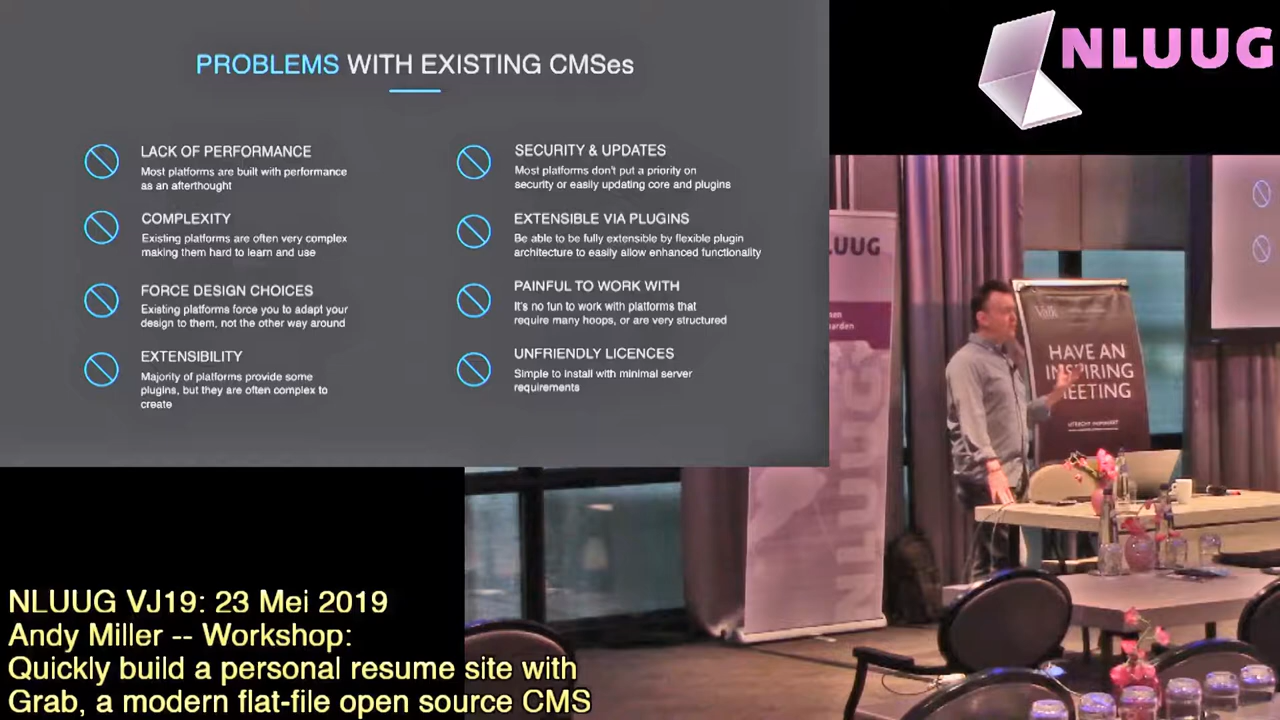 PROBLEMS WITH EXISTING CMSes
LACK OF PERFORMANCE
Most platforms are built with performance
as an afterthought
COMPLEXITY
Existing platforms are often very complex
making them hard to learn and use
FORCE DESIGN CHOICES
Existing platforms force you to adapt your
design to them, not the other way around
EXTENSIBILITY
Majority of platforms provide some
plugins, but they are often complex to
create
SECURITY & UPDATES
Most platforms don't put a priority on
security or easily updating core and plugins
EXTENSIBLE VIA PLUGINS
Be able to be fully extensible by flexible plugin
architecture to easily allow enhanced functionality
PAINFUL TO WORK WITH
It's no fun to work with platforms that
require many hoops, or are very structured
UNFRIENDLY LICENCES
Simple to install with minimal server
requirements
NLUUG
NLUUG
NLUUG
HAVE AN
INSPIRING
MEETING
NLUUG VJ19: 23 Mei 2019
Andy Miller -- Workshop:
Quickly build a personal resume site with
Grab, a modern flat-file open source CMS